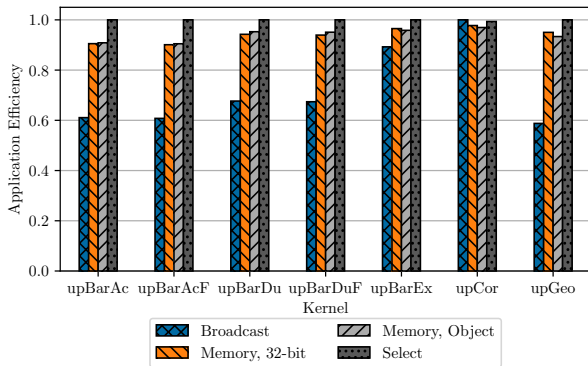 1.0
0.8
0.6
0.4
0.2
0.0
Application Efficiency
upBarAc upBarAcF upBarDu upBarDuF upBarEx upCor upGeo
Kernel
Broadcast
Memory, 32-bit
Memory, Object
Select